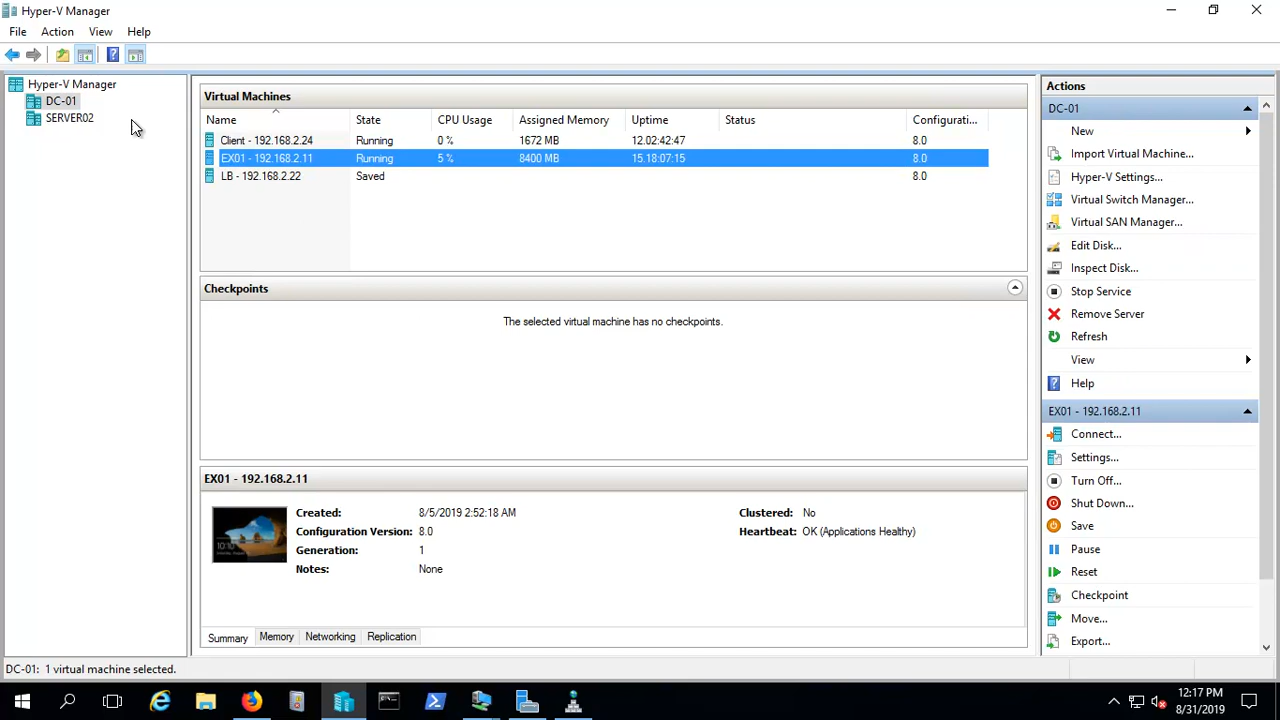 Hyper-V Manager
File Action View Help
Hyper-V Manager
DC-01
SERVER02
Virtual Machines
Name State CPU Usage Assigned Memory Uptime Status Configurati...
Client - 192.168.2.24 Running 0 % 1672 MB 12.02:42:47 8.0
EX01 - 192.168.2.11 Running 5 % 8400 MB 15.18:07:15 8.0
LB - 192.168.2.22 Saved 8.0
Checkpoints
The selected virtual machine has no checkpoints.
EX01 - 192.168.2.11
Created: 8/5/2019 2:52:18 AM Clustered: No
Configuration Version: 8.0 Heartbeat: OK (Applications Healthy)
Generation: 1
Notes: None
10:10
Summary Memory Networking Replication
Actions
DC-01
New
Import Virtual Machine...
Hyper-V Settings...
Virtual Switch Manager...
Virtual SAN Manager...
Edit Disk...
Inspect Disk...
Stop Service
Remove Server
Refresh
View
Help
EX01 - 192.168.2.11
Connect...
Settings...
Turn Off...
Shut Down...
Save
Pause
Reset
Checkpoint
Move...
Export...
DC-01: 1 virtual machine selected.
12:17 PM
8/31/2019